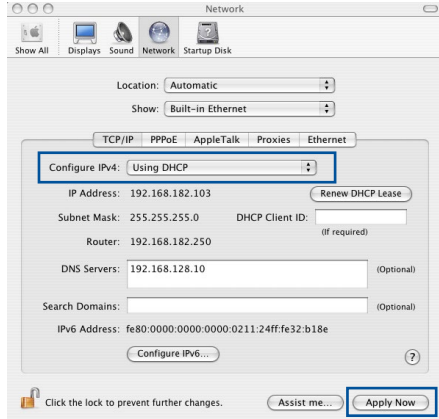 Network
Show All Displays Sound Network Startup Disk
Location: Automatic
Show: Built-in Ethernet
TCP/IP PPPoE AppleTalk Proxies Ethernet
Configure IPv4: Using DHCP
IP Address: 192.168.182.103 Renew DHCP Lease
Subnet Mask: 255.255.255.0 DHCP Client ID:
(If required)
Router: 192.168.182.250
DNS Servers: 192.168.128.10 (Optional)
Search Domains: (Optional)
IPv6 Address: fe80:0000:0000:0000:0211:24ff:fe32:b18e
Configure IPv6... ?
Click the lock to prevent further changes. Assist me... Apply Now